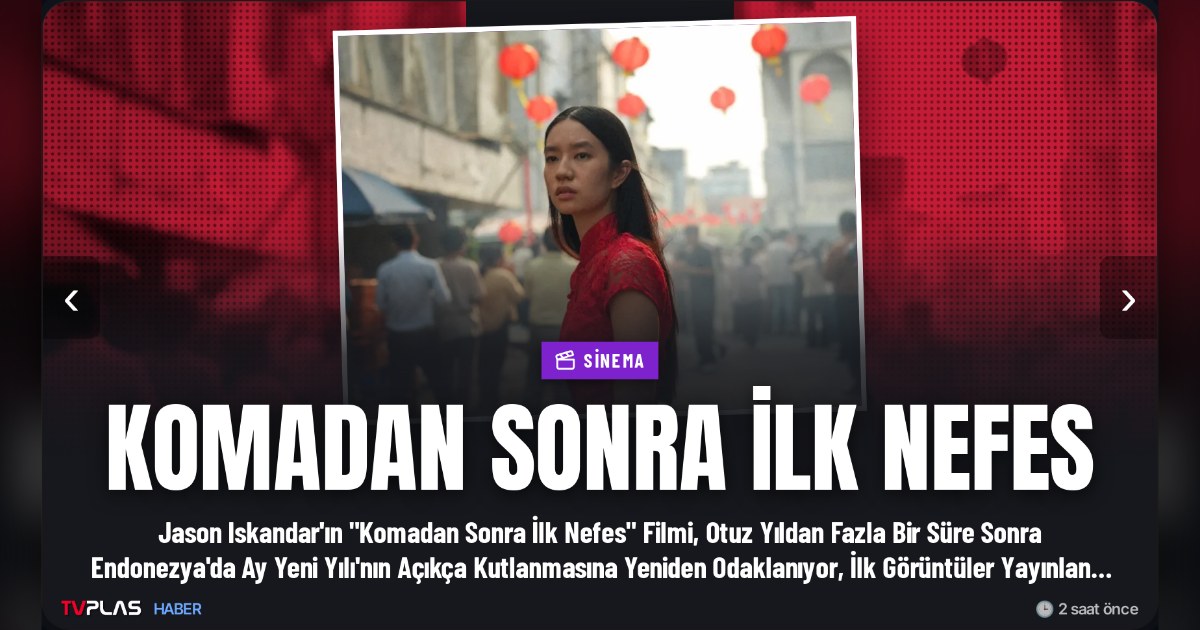 SİNEMA
KOMADAN SONRA İLK NEFES
Jason Iskandar'ın "Komadan Sonra İlk Nefes" Filmi, Otuz Yıldan Fazla Bir Süre Sonra
Endonezya'da Ay Yeni Yılı'nın Açıkça Kutlanmasına Yeniden Odaklanıyor, İlk Görüntüler Yayınlan...
TVPLAS HABER
2 saat önce